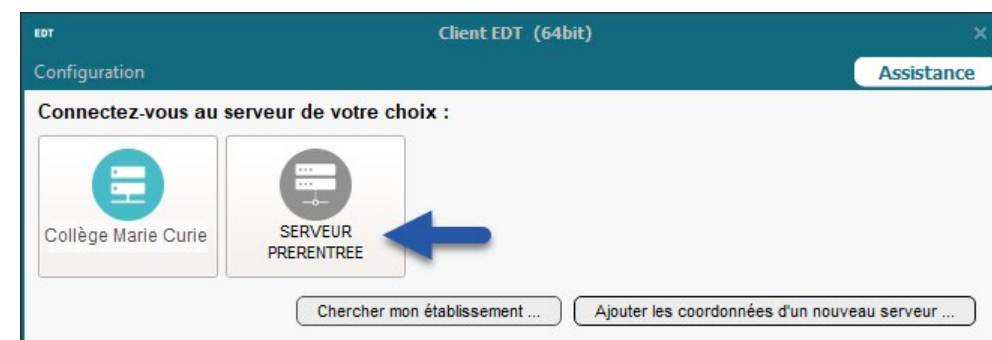 EDT
Client EDT (64bit)
Configuration
Assistance
Connectez-vous au serveur de votre choix :
Collège Marie Curie
SERVEUR
PRERENTREE
Chercher mon établissement ...
Ajouter les coordonnées d'un nouveau serveur ...